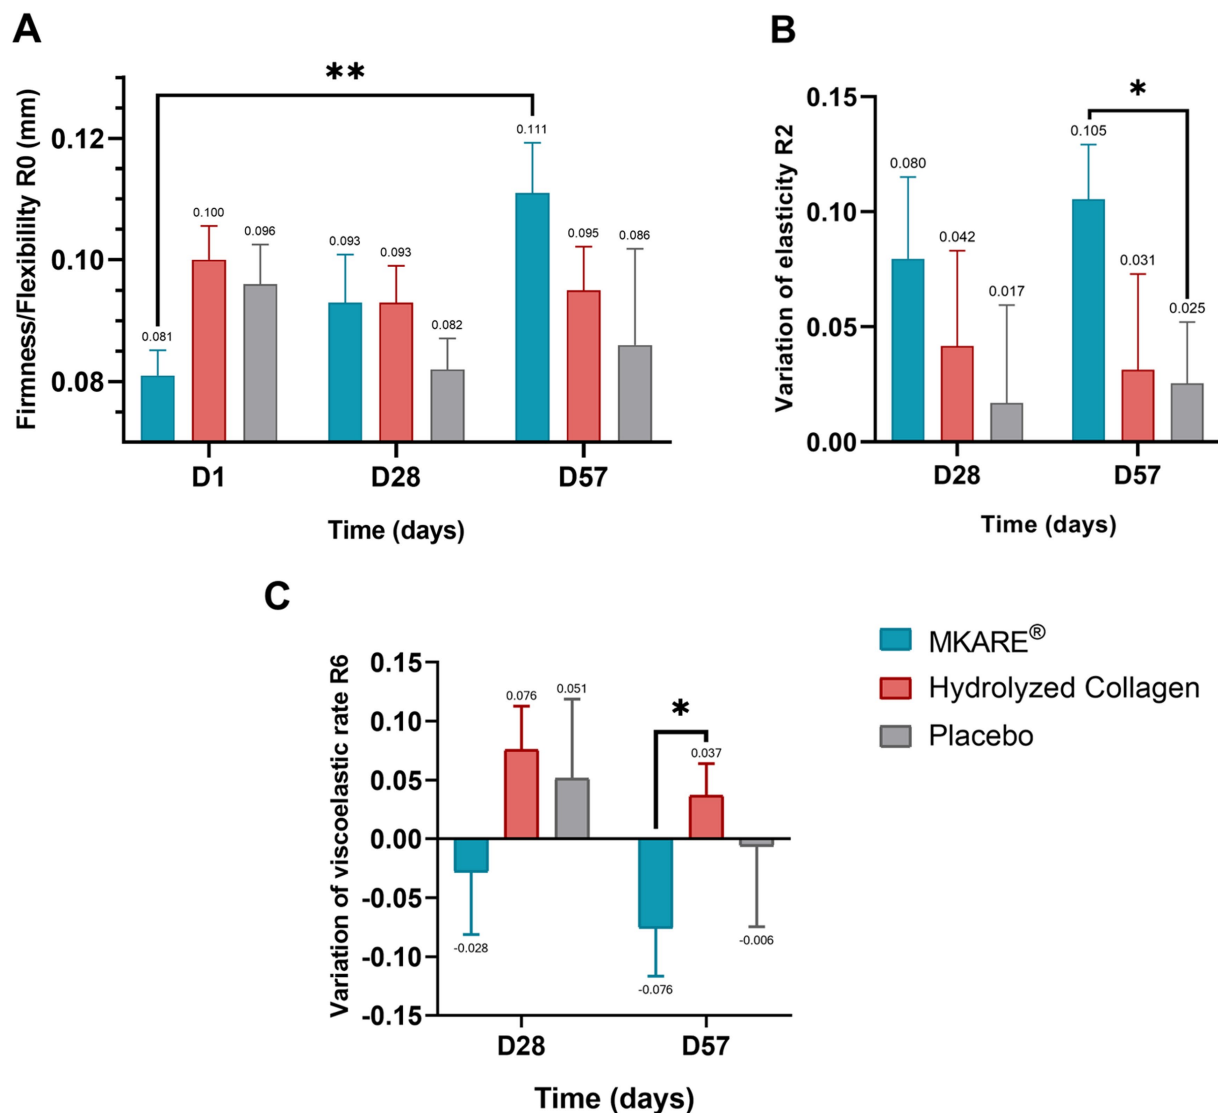 A
Firmness/Flexibililty R0 (mm)
**
0.12
0.10
0.08
0.081
0.100
0.096
0.093
0.093
0.082
0.111
0.095
0.086
D1
D28
D57
Time (days)
B
Variation of elasticity R2
*
0.15
0.10
0.05
0.00
0.080
0.042
0.017
0.105
0.031
0.025
D28
D57
Time (days)
C
Variation of viscoelastic rate R6
*
0.15
0.10
0.05
0.00
-0.05
-0.10
-0.15
-0.028
0.076
0.051
-0.076
0.037
-0.006
D28
D57
Time (days)
MKARE®
Hydrolyzed Collagen
Placebo